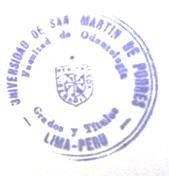 UNIVERSIDAD DE SAN MARTIN DE PORRES
Facultad de Odontología
Grados y Títulos
LIMA-PERU